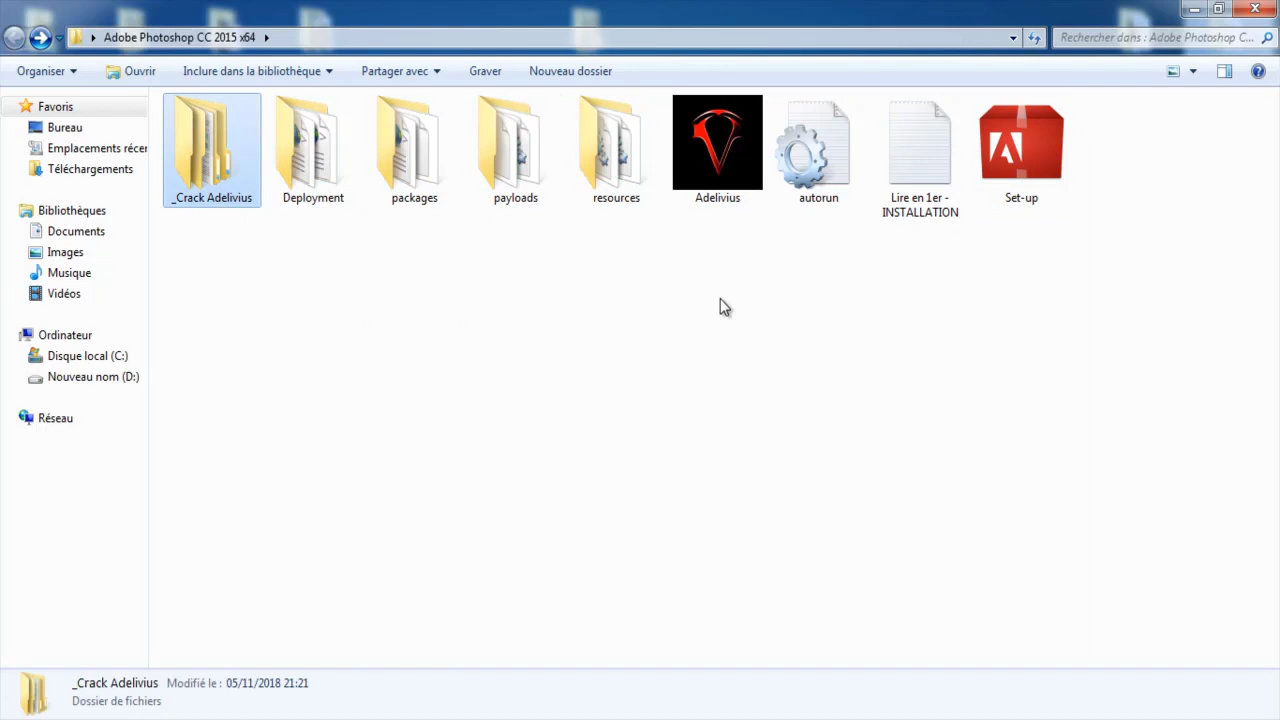 Adobe Photoshop CC 2015 x64
Rechercher dans : Adobe Photoshop C...
Organiser
Ouvrir
Inclure dans la bibliothèque
Partager avec
Graver
Nouveau dossier
Favoris
Bureau
Emplacements récer
Téléchargements
Bibliothèques
Documents
Images
Musique
Vidéos
Ordinateur
Disque local (C:)
Nouveau nom (D:)
Réseau
_Crack Adelivius
Deployment
packages
payloads
resources
Adelivius
autorun
Lire en 1er -
INSTALLATION
Set-up
_Crack Adelivius Modifié le : 05/11/2018 21:21
Dossier de fichiers